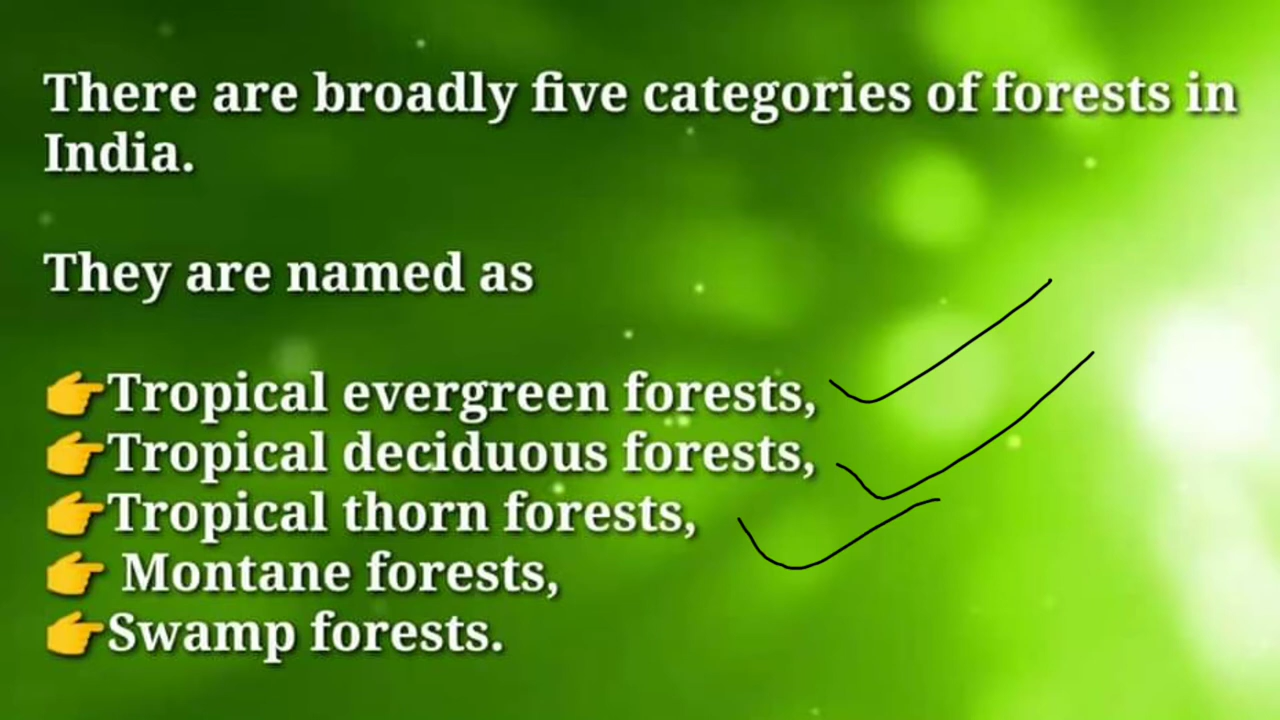 There are broadly five categories of forests in
India.
They are named as
👉Tropical evergreen forests,
👉Tropical deciduous forests,
👉Tropical thorn forests,
👉 Montane forests,
👉Swamp forests.